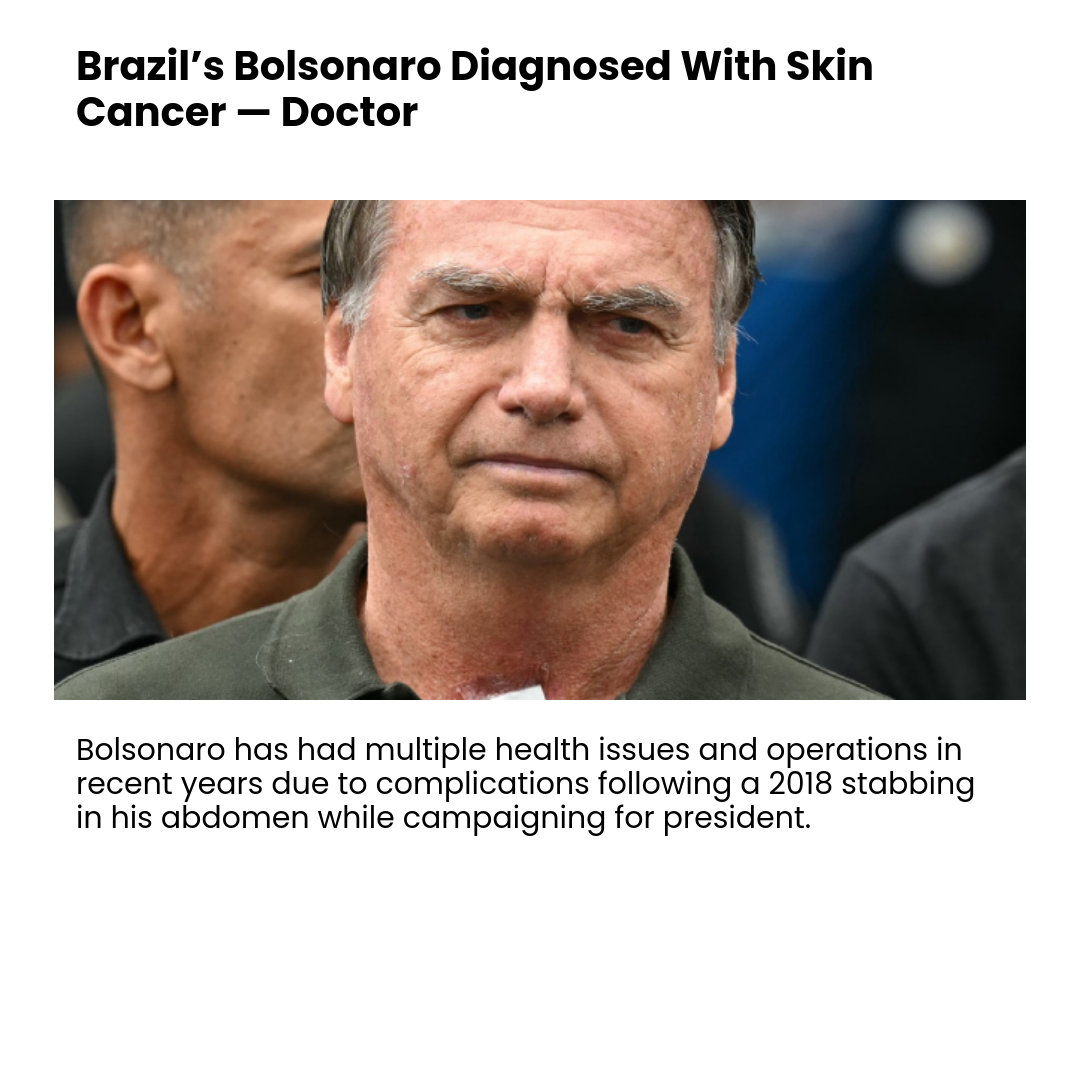 Brazil’s Bolsonaro Diagnosed With Skin
Cancer — Doctor
Bolsonaro has had multiple health issues and operations in
recent years due to complications following a 2018 stabbing
in his abdomen while campaigning for president.